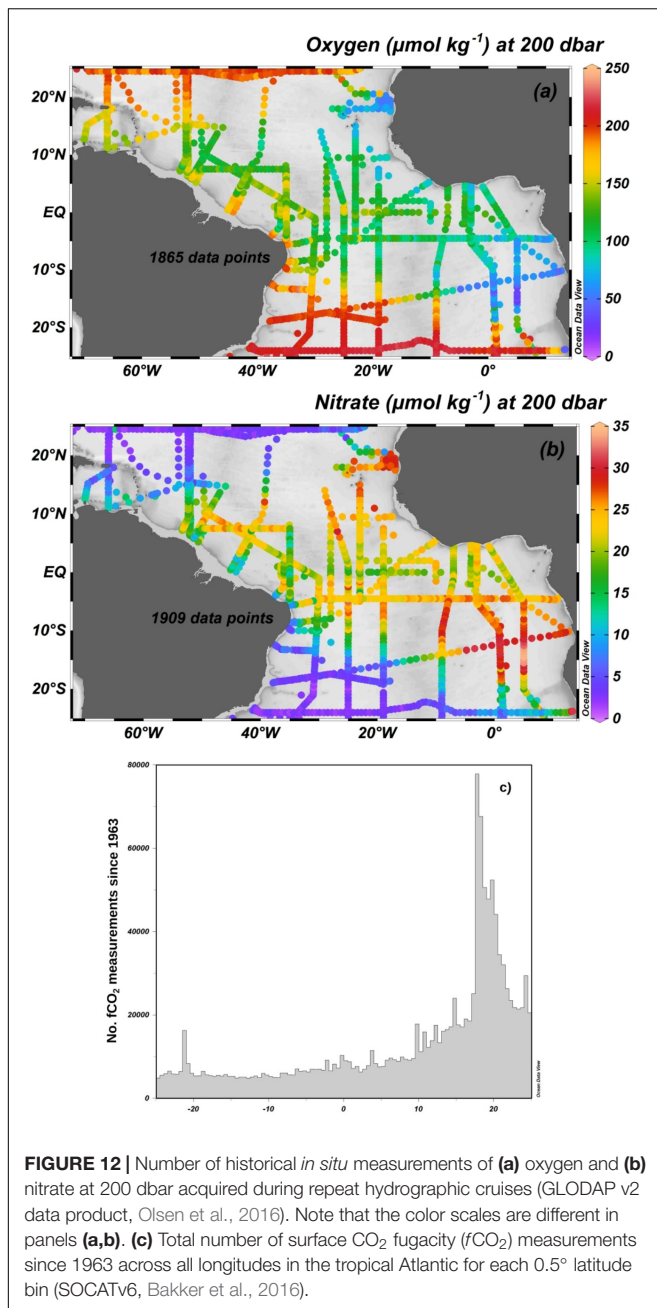 Oxygen (µmol kg⁻¹) at 200 dbar
(a)
20°N
10°N
EQ
10°S
20°S
1865 data points
60°W 40°W 20°W 0°
250
200
150
100
50
0
Ocean Data View
Nitrate (µmol kg⁻¹) at 200 dbar
(b)
20°N
10°N
EQ
10°S
20°S
1909 data points
60°W 40°W 20°W 0°
35
30
25
20
15
10
5
0
Ocean Data View
c)
No. fCO₂ measurements since 1963
80000
60000
40000
20000
0
-20 -10 0 10 20
Ocean Data View
FIGURE 12 | Number of historical in situ measurements of (a) oxygen and (b)
nitrate at 200 dbar acquired during repeat hydrographic cruises (GLODAP v2
data product, Olsen et al., 2016). Note that the color scales are different in
panels (a,b). (c) Total number of surface CO₂ fugacity (fCO₂) measurements
since 1963 across all longitudes in the tropical Atlantic for each 0.5° latitude
bin (SOCATv6, Bakker et al., 2016).